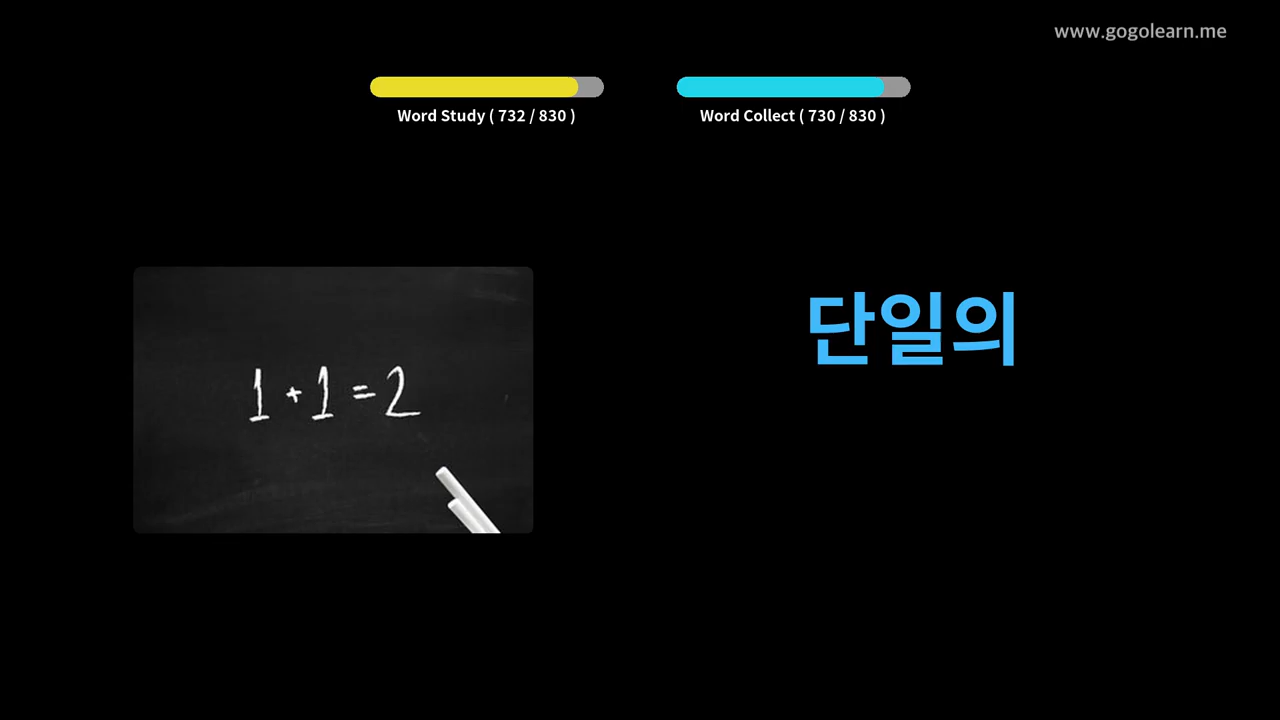 www.gogolearn.me
Word Study ( 732 / 830 )
Word Collect ( 730 / 830 )
1 + 1 = 2
단일의